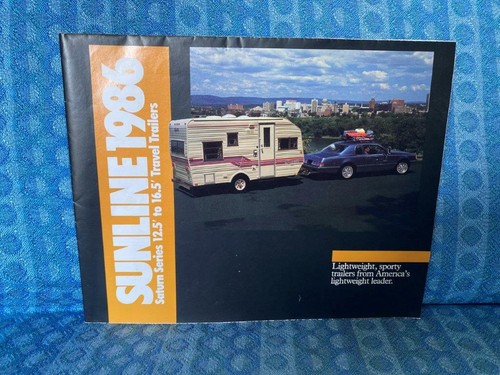 SUNLINE 1986
Saturn Series 12.5' to 16.5' Travel Trailers
Lightweight, sporty
trailers from America's
lightweight leader.